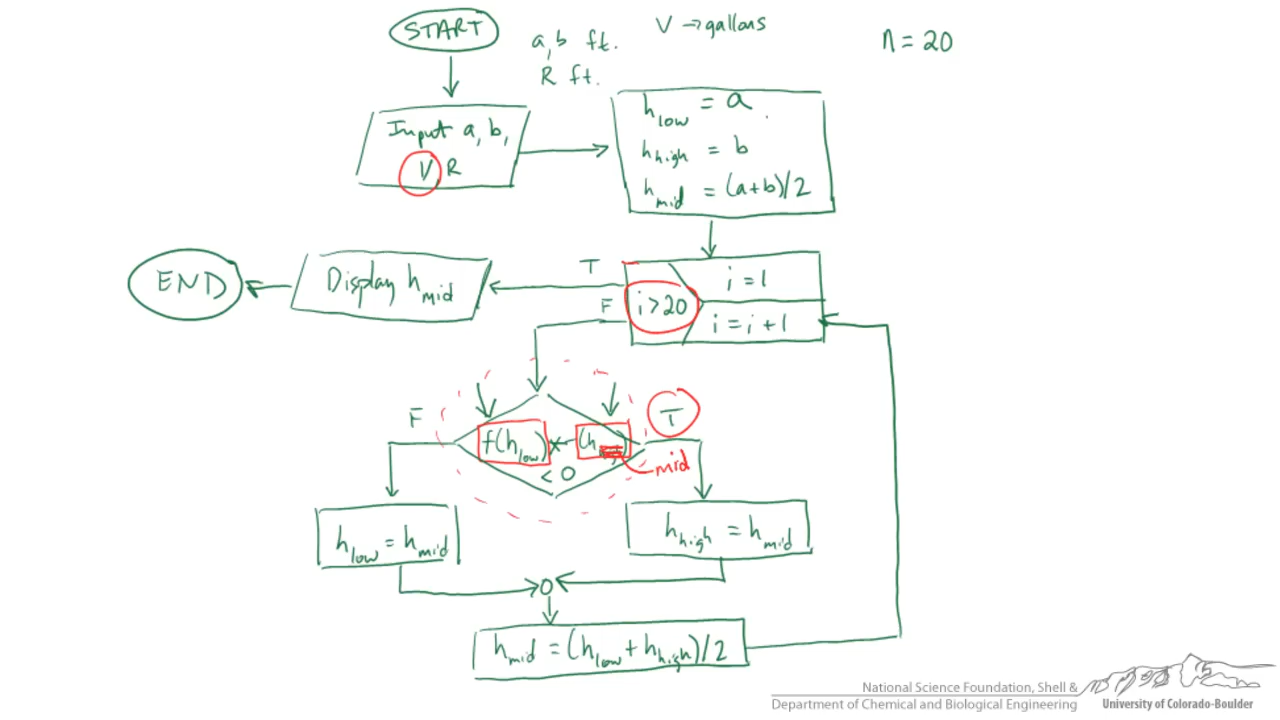 START
a, b ft.
R ft.
V → gallons
n = 20
Input a, b,
V, R
h_low = a
h_high = b
h_mid = (a+b)/2
END
Display h_mid
T
F
i > 20
i = 1
i = i + 1
F
f(h_low) *
(h
< 0
T
mid
h_low = h_mid
h_high = h_mid
h_mid = (h_low + h_high)/2
National Science Foundation, Shell &
Department of Chemical and Biological Engineering
University of Colorado-Boulder